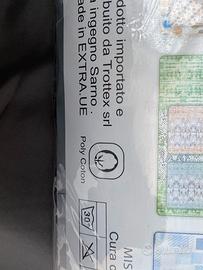 dotto importato e
buito da Trottex srl
a ingegno Sarno .
ade in EXTRA.UE
Poly Coton
MIS
Cura d
30°